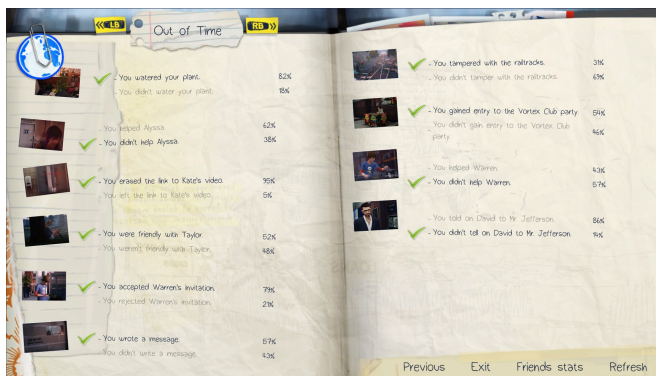 LB
Out of Time
RB
- You watered your plant. 82%
- You didn't water your plant. 18%
- You helped Alyssa. 62%
- You didn't help Alyssa. 38%
- You erased the link to Kate's video. 95%
- You left the link to Kate's video. 5%
- You were friendly with Taylor. 52%
- You weren't friendly with Taylor. 48%
- You accepted Warren's invitation. 79%
- You rejected Warren's invitation. 21%
- You wrote a message. 57%
- You didn't write a message. 43%
- You tampered with the railtracks. 31%
- You didn't tamper with the railtracks. 69%
- You gained entry to the Vortex Club party 54%
- You didn't gain entry to the Vortex Club
party. 46%
- You helped Warren. 43%
- You didn't help Warren. 57%
- You told on David to Mr. Jefferson. 86%
- You didn't tell on David to Mr. Jefferson. 14%
Previous Exit Friends stats Refresh